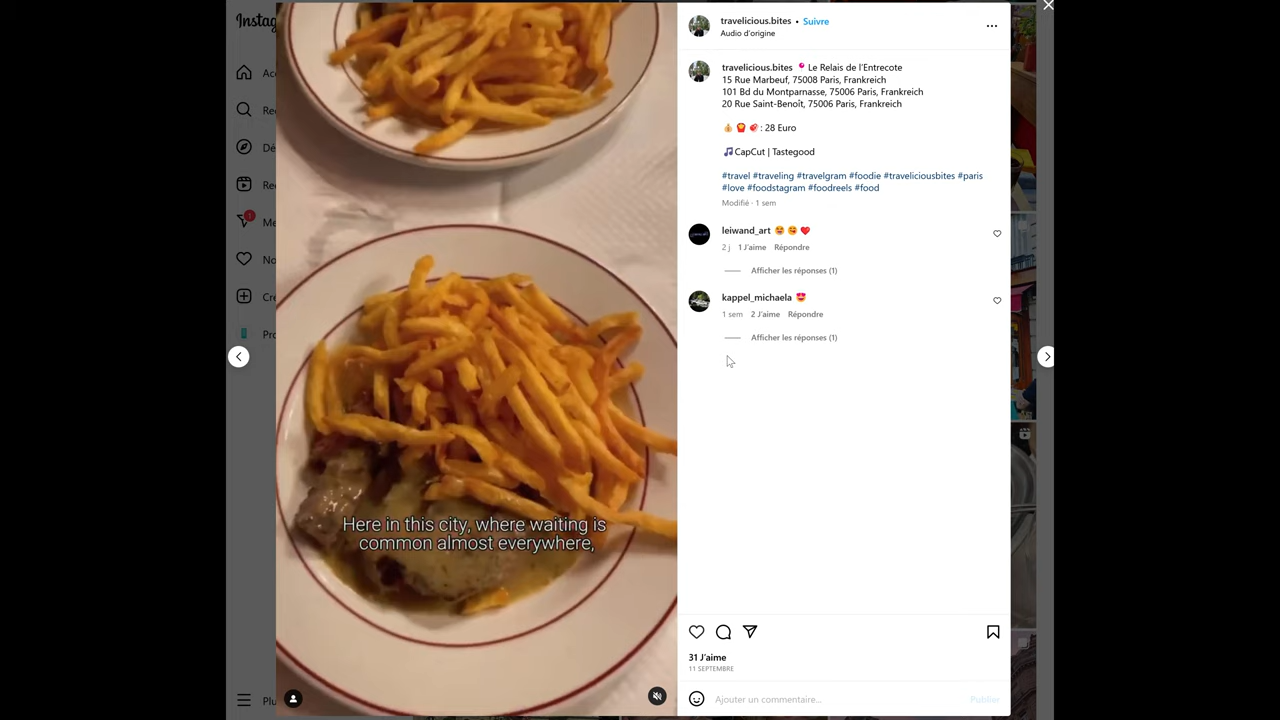 travelicious.bites • Suivre
Audio d'origine
travelicious.bites Le Relais de l'Entrecote
15 Rue Marbeuf, 75008 Paris, Frankreich
101 Bd du Montparnasse, 75006 Paris, Frankreich
20 Rue Saint-Benoît, 75006 Paris, Frankreich
: 28 Euro
CapCut | Tastegood
#travel #traveling #travelgram #foodie #traveliciousbites #paris
#love #foodstagram #foodreels #food
Modifié · 1 sem
leiwand_art
2 j 1 J'aime Répondre
Afficher les réponses (1)
kappel_michaela
1 sem 2 J'aime Répondre
Afficher les réponses (1)
Here in this city, where waiting is
common almost everywhere,
31 J'aime
11 SEPTEMBRE
Ajouter un commentaire... Publier